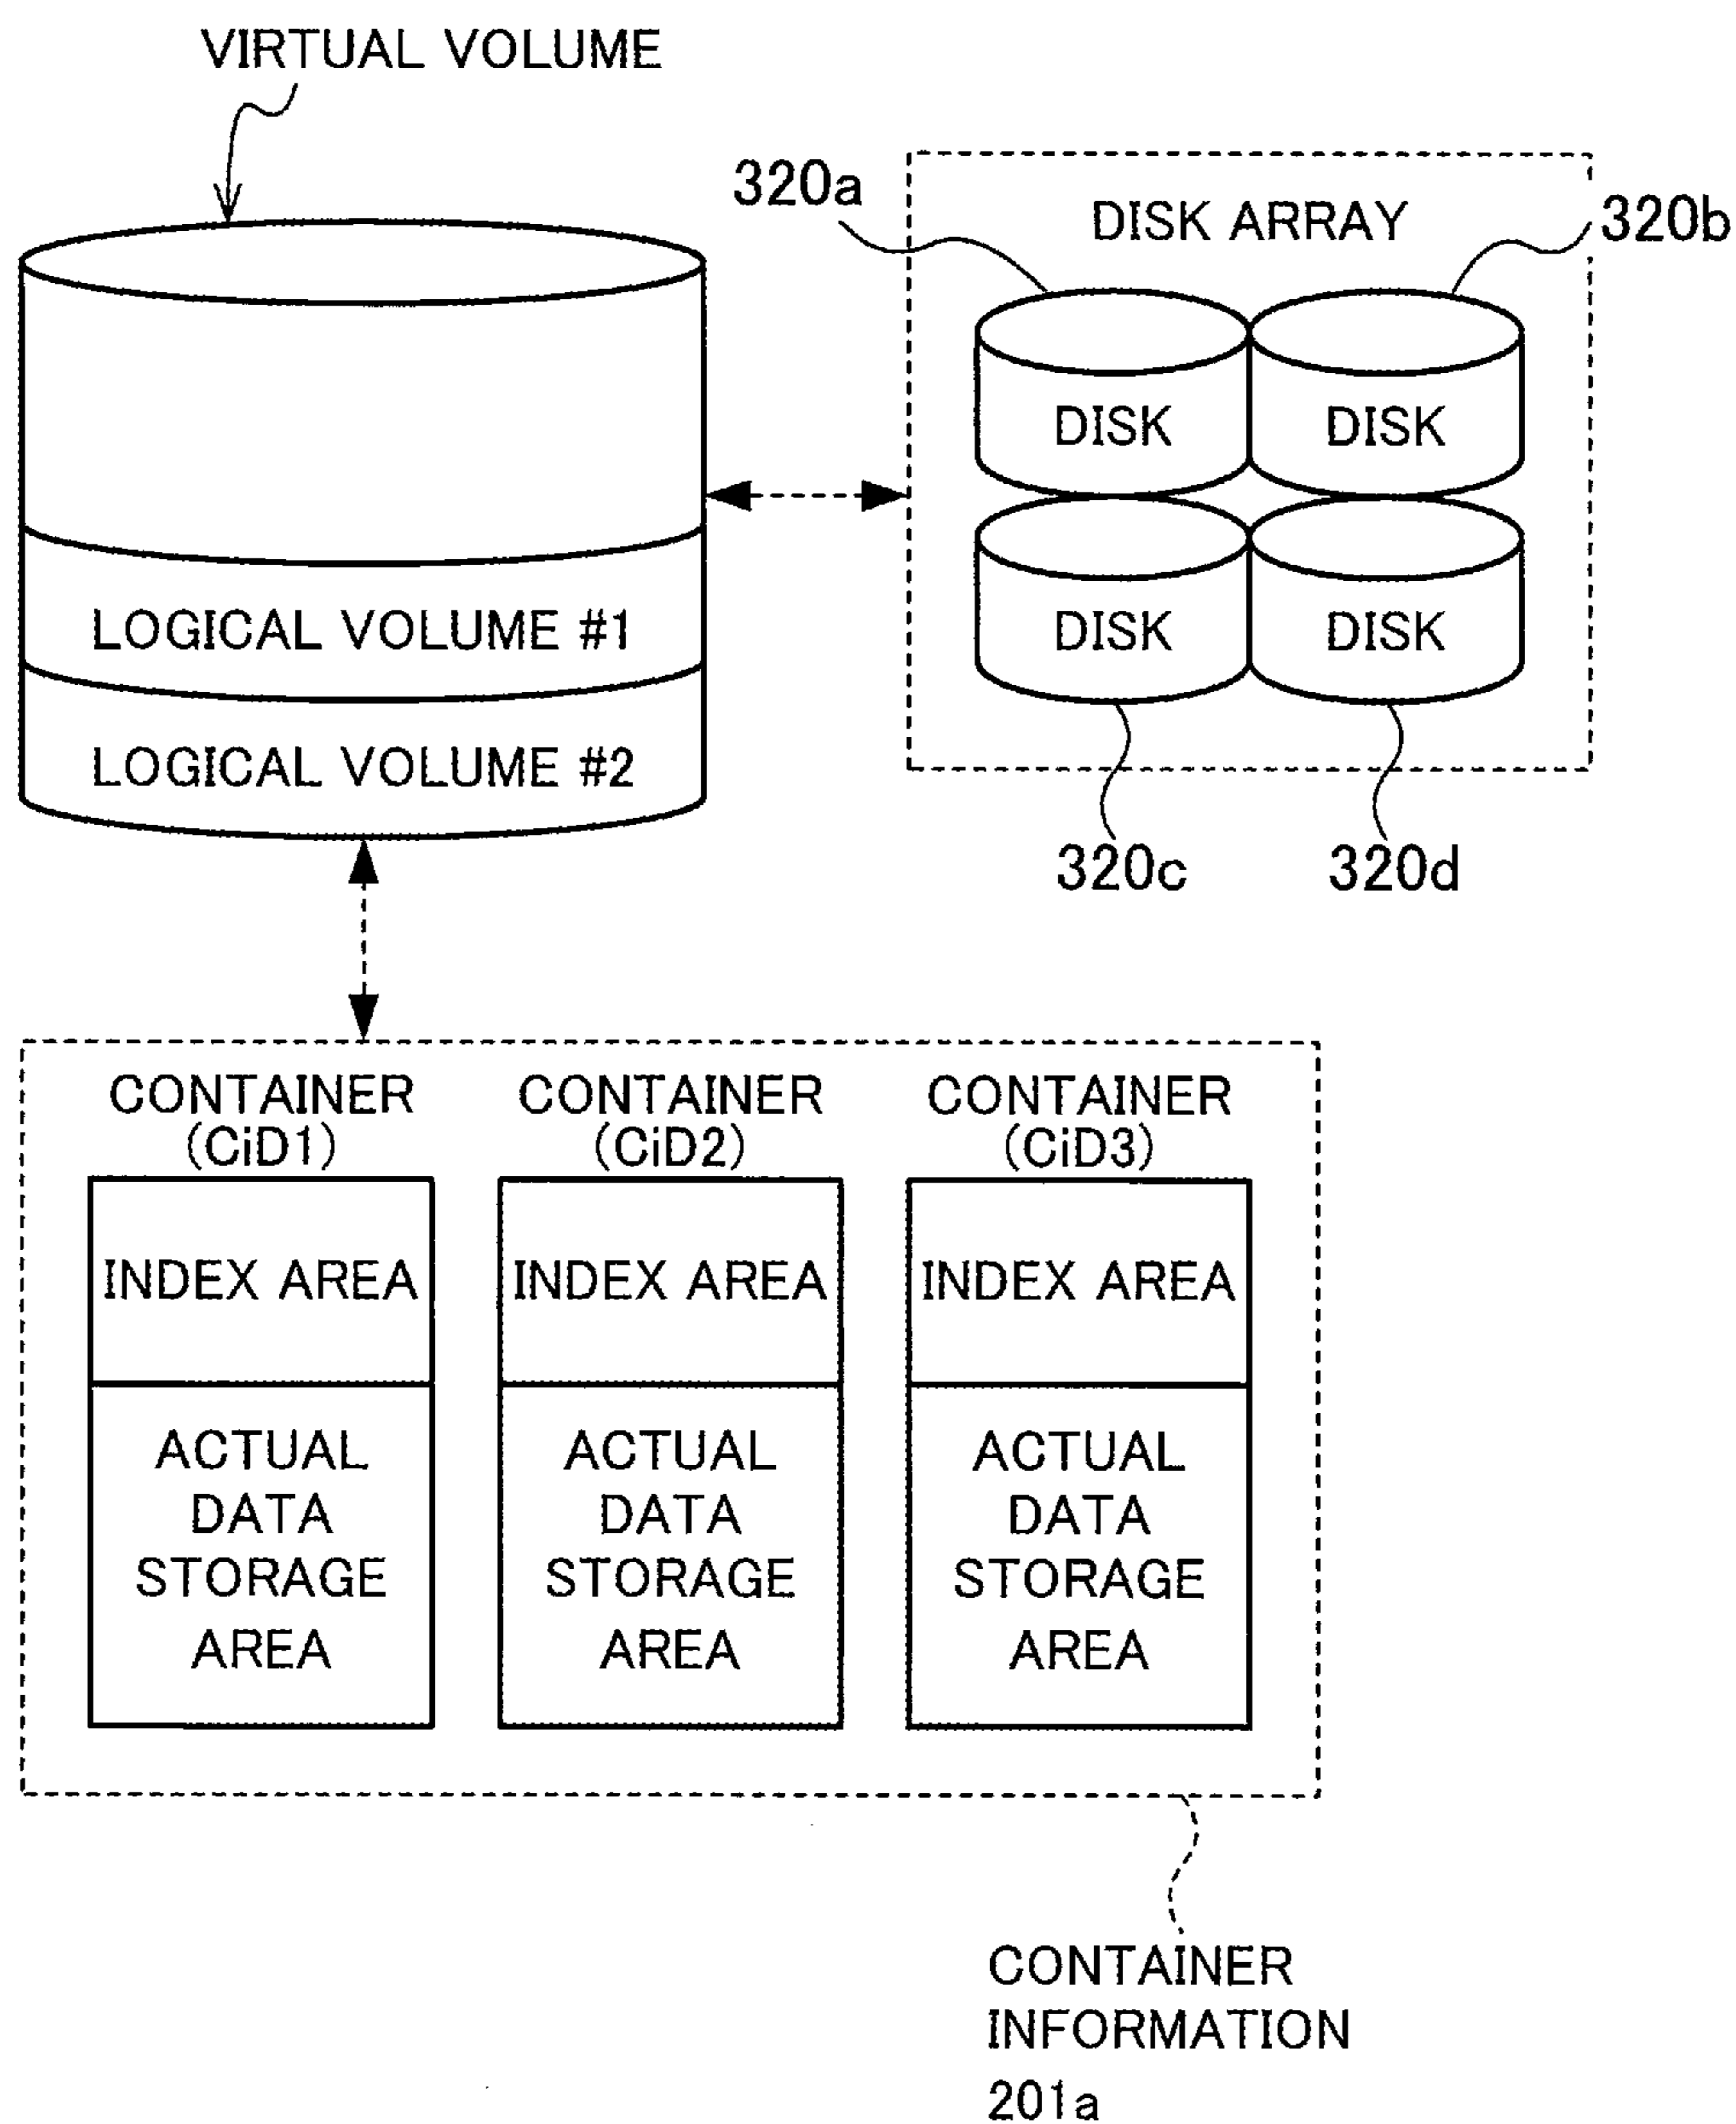 VIRTUAL VOLUME
320a
DISK ARRAY
320b
DISK
DISK
DISK
DISK
LOGICAL VOLUME #1
LOGICAL VOLUME #2
320c
320d
CONTAINER
(CiD1)
CONTAINER
(CiD2)
CONTAINER
(CiD3)
INDEX AREA
INDEX AREA
INDEX AREA
ACTUAL
DATA
STORAGE
AREA
ACTUAL
DATA
STORAGE
AREA
ACTUAL
DATA
STORAGE
AREA
CONTAINER
INFORMATION
201a